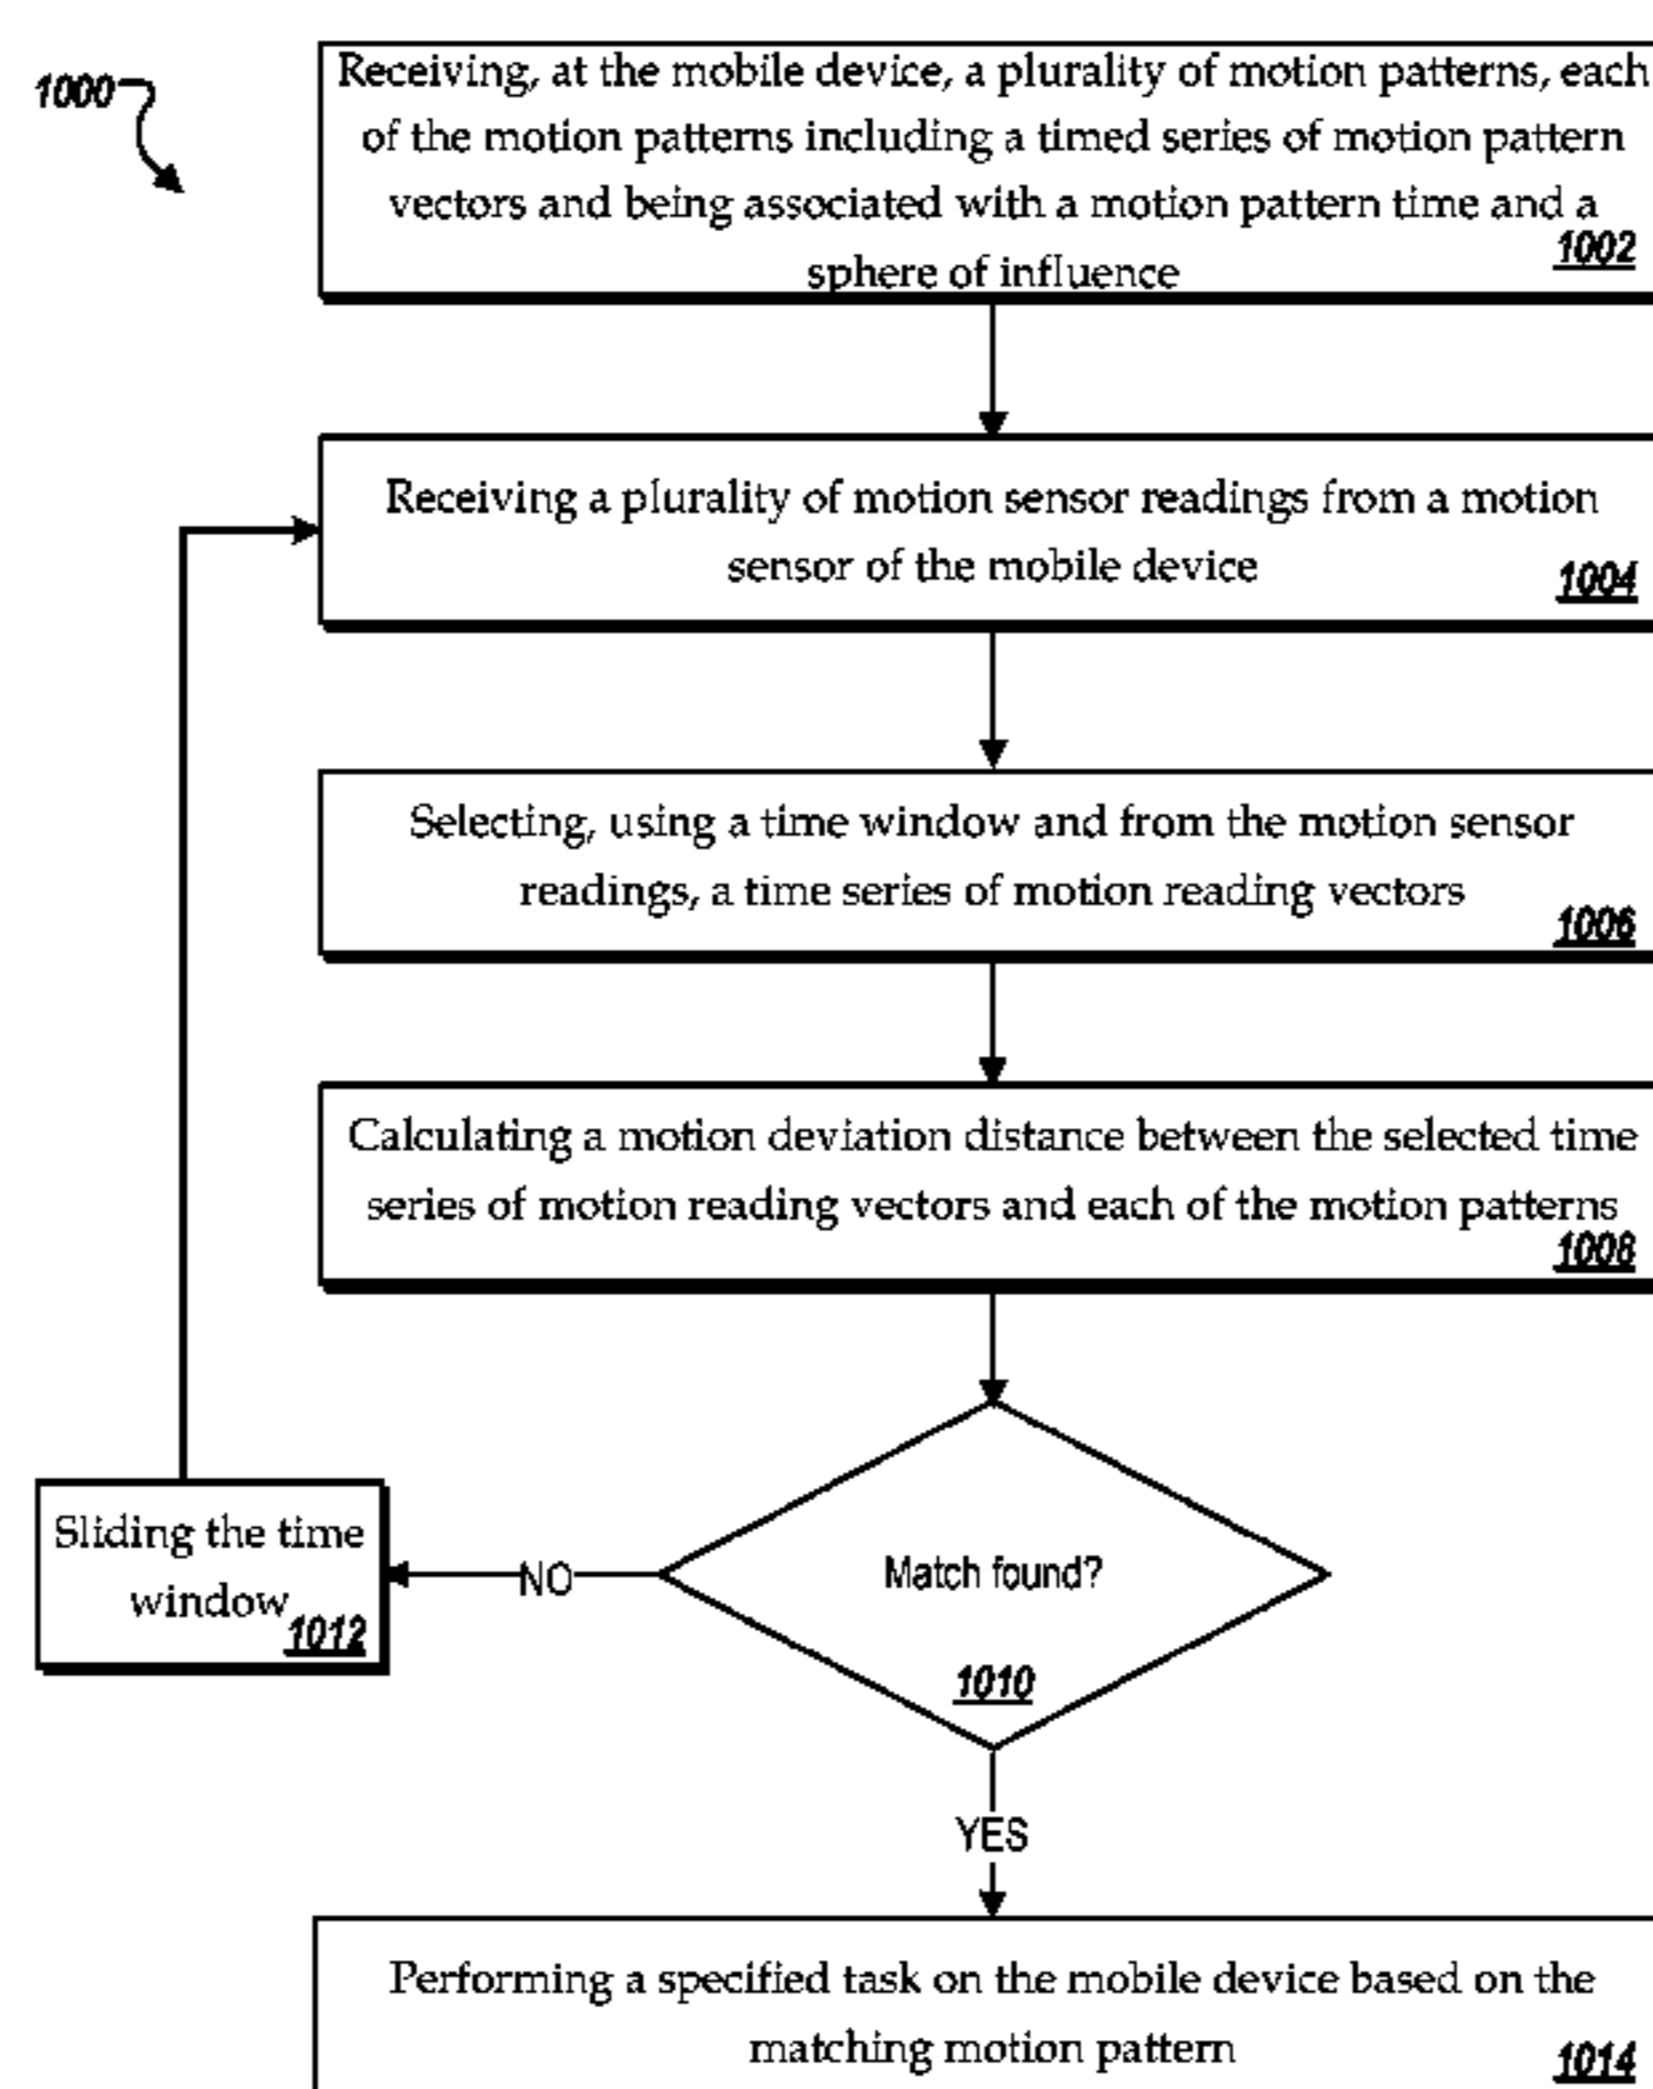 1000
Receiving, at the mobile device, a plurality of motion patterns, each
of the motion patterns including a timed series of motion pattern
vectors and being associated with a motion pattern time and a
sphere of influence
1002
Receiving a plurality of motion sensor readings from a motion
sensor of the mobile device
1004
Selecting, using a time window and from the motion sensor
readings, a time series of motion reading vectors
1006
Calculating a motion deviation distance between the selected time
series of motion reading vectors and each of the motion patterns
1008
Match found?
1010
NO
Sliding the time
window
1012
YES
Performing a specified task on the mobile device based on the
matching motion pattern
1014